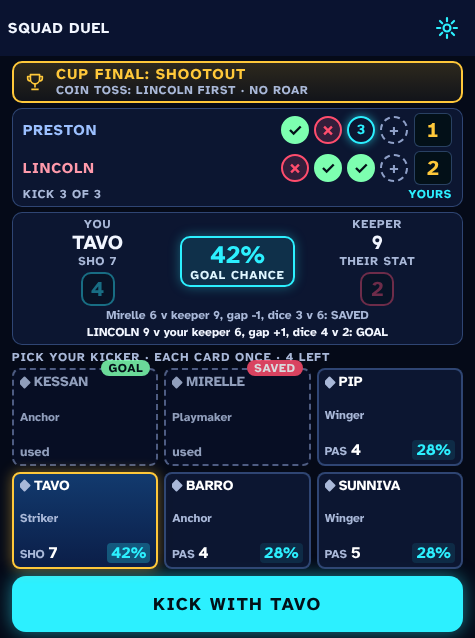 SQUAD DUEL
CUP FINAL: SHOOTOUT
COIN TOSS: LINCOLN FIRST · NO ROAR
PRESTON 3 + 1
LINCOLN + 2
KICK 3 OF 3 YOURS
YOU
TAVO
SHO 7
4
42%
GOAL CHANCE
KEEPER
9
THEIR STAT
2
Mirelle 6 v keeper 9, gap -1, dice 3 v 6: SAVED
LINCOLN 9 v your keeper 6, gap +1, dice 4 v 2: GOAL
PICK YOUR KICKER · EACH CARD ONCE · 4 LEFT
GOAL
KESSAN
Anchor
used
SAVED
MIRELLE
Playmaker
used
PIP
Winger
PAS 4 28%
TAVO
Striker
SHO 7 42%
BARRO
Anchor
PAS 4 28%
SUNNIVA
Winger
PAS 5 28%
KICK WITH TAVO